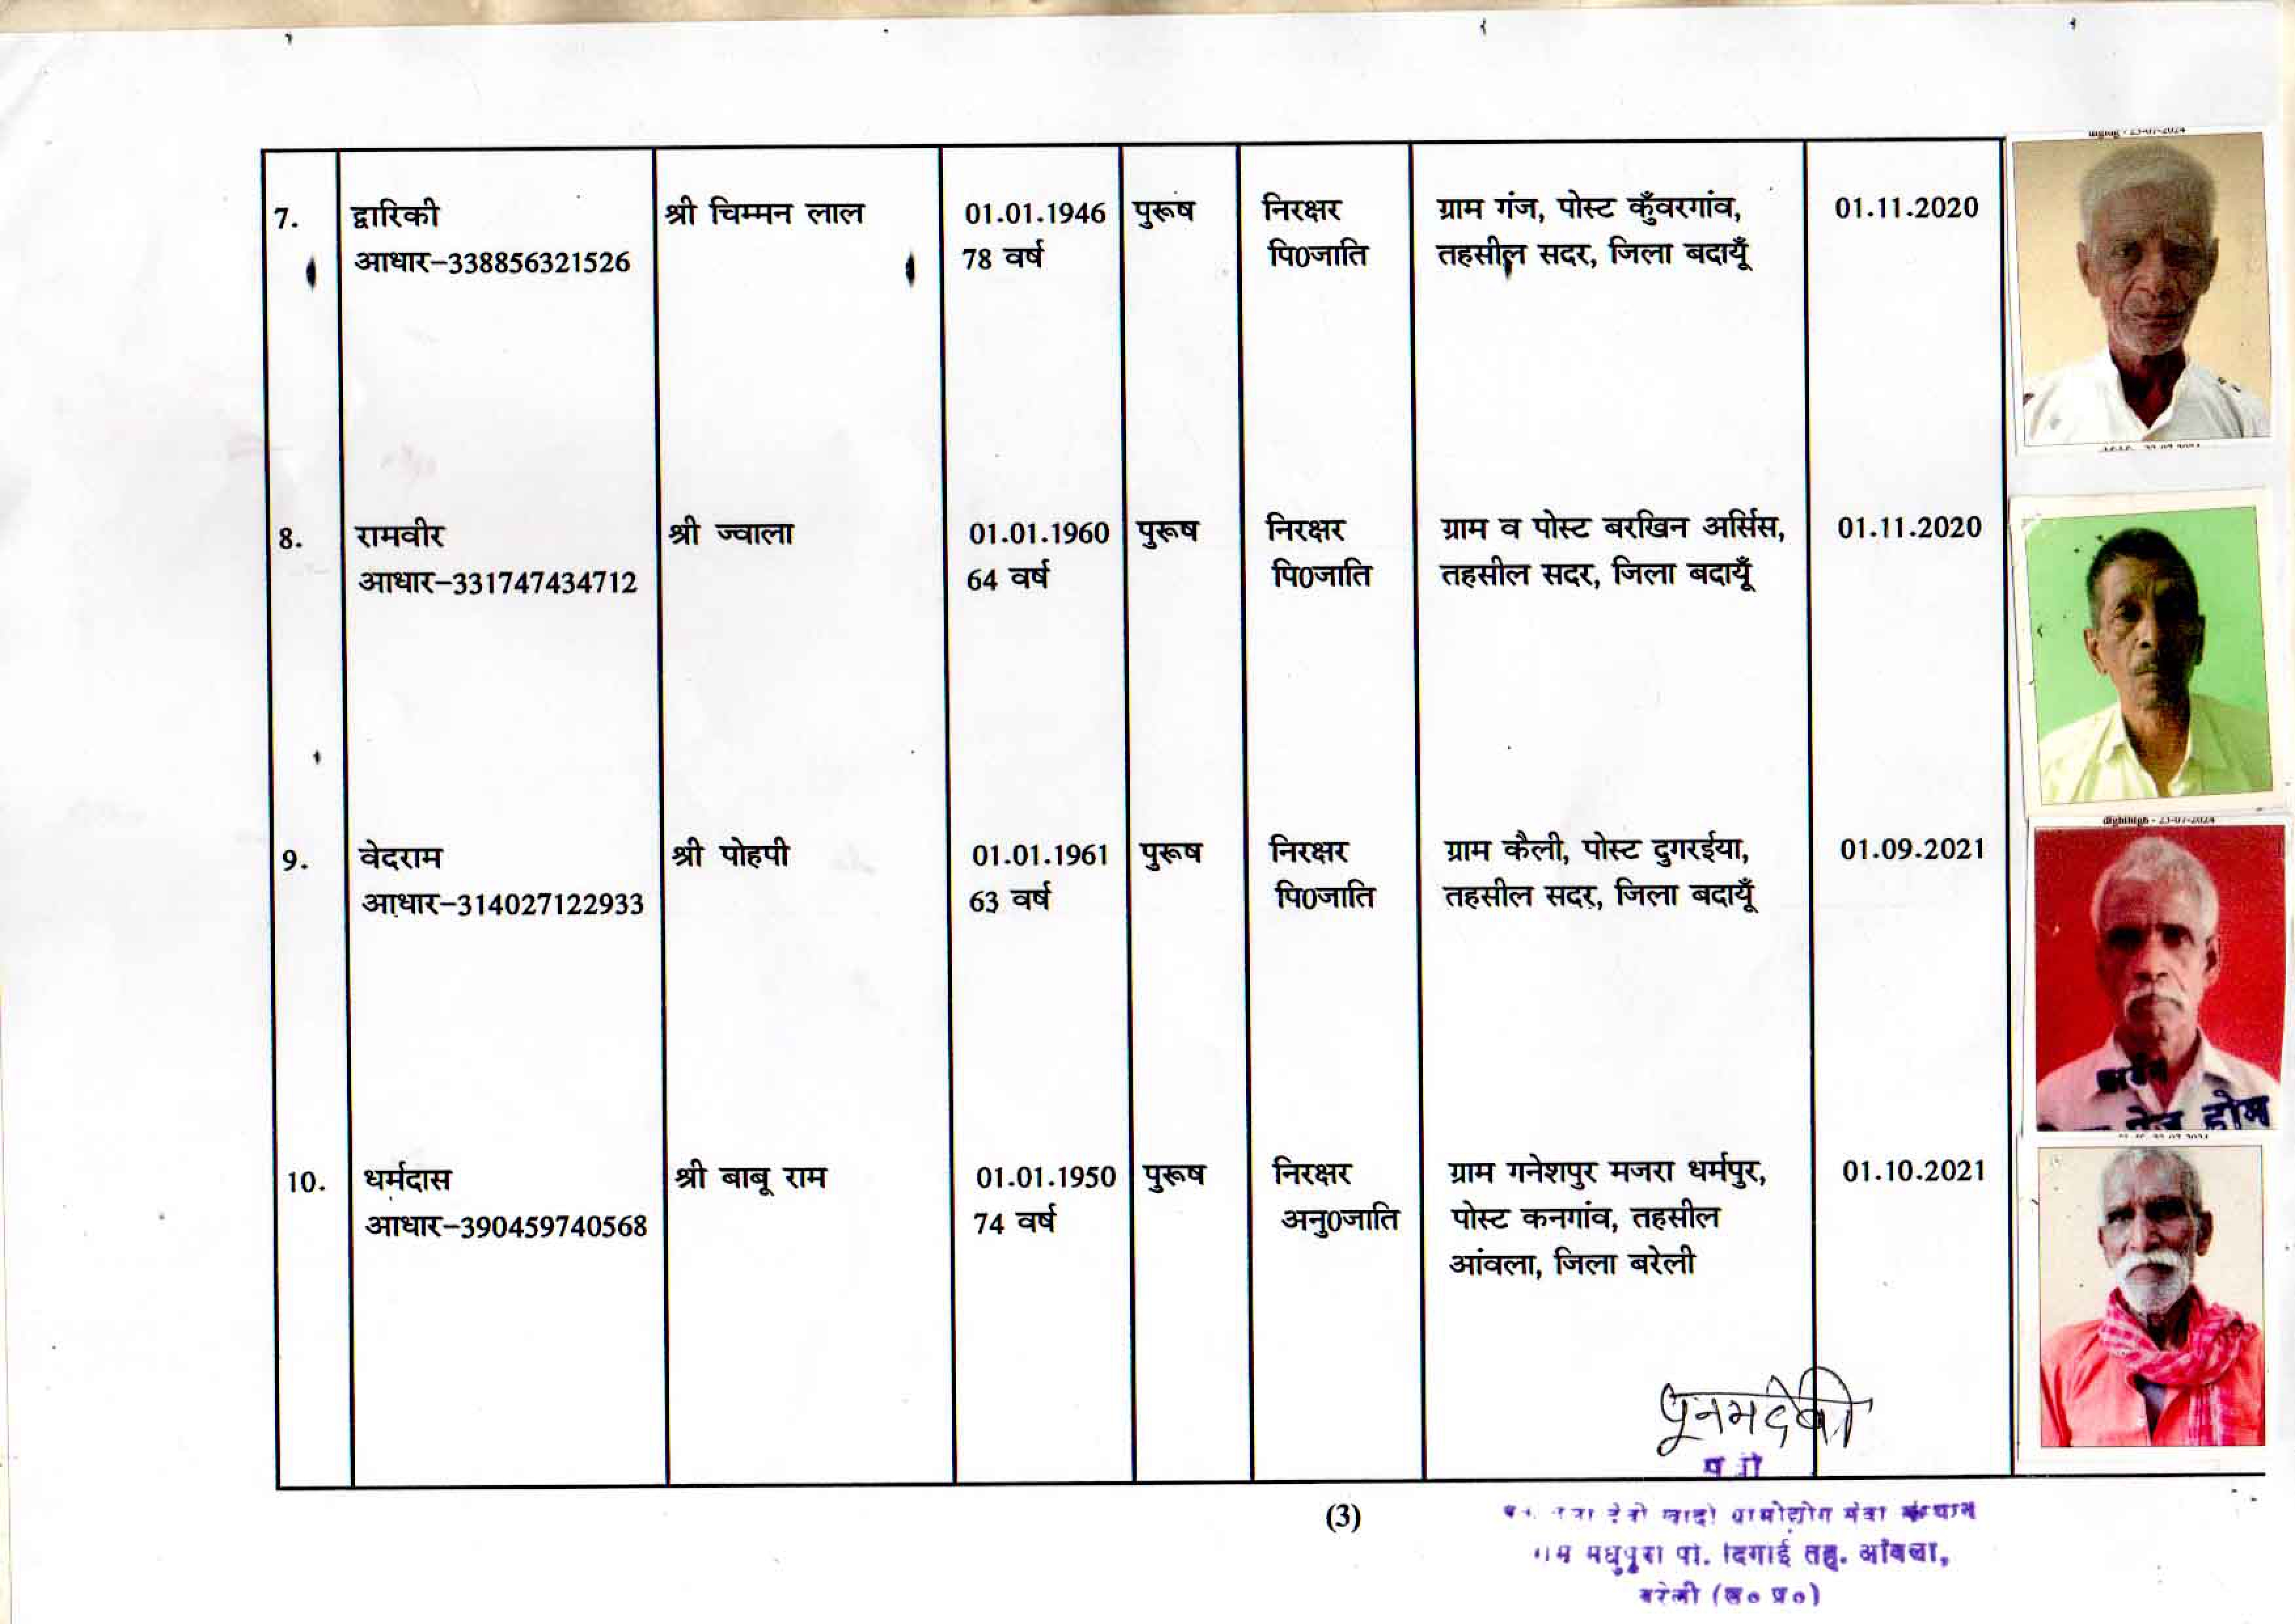 7. द्वारिकी श्री चिम्मन लाल 01.01.1946 पुरूष निरक्षर ग्राम गंज, पोस्ट कुँवरगांव, 01.11.2020
आधार–338856321526 78 वर्ष पि0जाति तहसील सदर, जिला बदायूँ
8. रामवीर श्री ज्वाला 01.01.1960 पुरूष निरक्षर ग्राम व पोस्ट बरखिन अर्सिस, 01.11.2020
आधार–331747434712 64 वर्ष पि0जाति तहसील सदर, जिला बदायूँ
9. वेदराम श्री पोहपी 01.01.1961 पुरूष निरक्षर ग्राम कैली, पोस्ट दुगरईया, 01.09.2021
आधार–314027122933 63 वर्ष पि0जाति तहसील सदर, जिला बदायूँ
होम
10. धर्मदास श्री बाबू राम 01.01.1950 पुरूष निरक्षर ग्राम गनेशपुर मजरा धर्मपुर, 01.10.2021
आधार–390459740568 74 वर्ष अनु0जाति पोस्ट कनगांव, तहसील
आंवला, जिला बरेली
पूनमदेवी
(3)
ग्रामोद्योग सेवा संस्थान
मधुपुरा पो. दिगाई तह. आंवला,
बरेली (उ० प्र०)